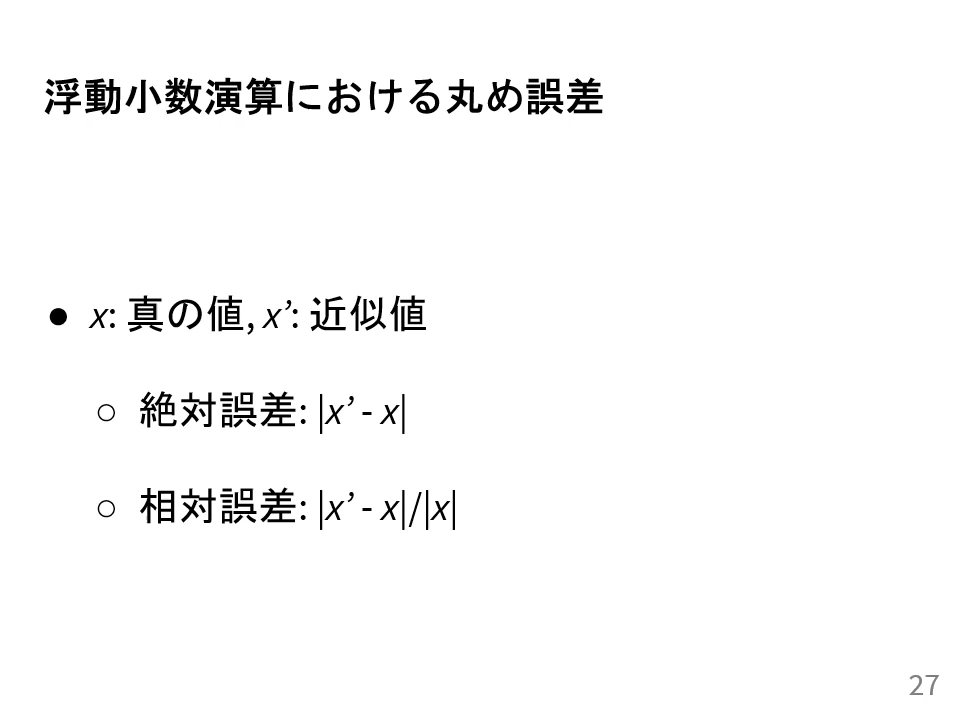 浮動小数演算における丸め誤差
● x: 真の値, x’: 近似値
○ 絶対誤差: |x’ - x|
○ 相対誤差: |x’ - x|/|x|
27